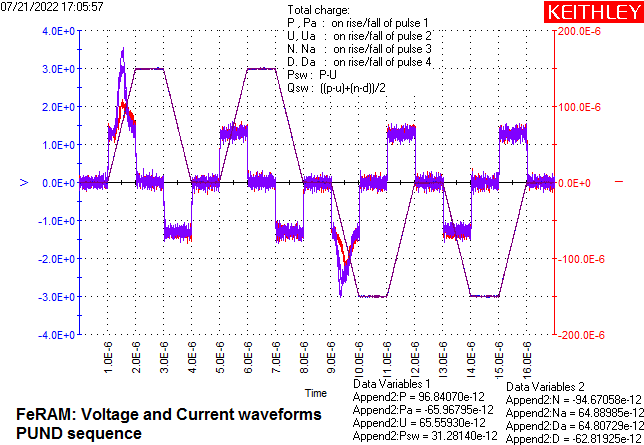 07/21/2022 17:05:57
KEITHLEY
Total charge:
P , Pa : on rise/fall of pulse 1
U, Ua : on rise/fall of pulse 2
N. Na : on rise/fall of pulse 3
D. Da : on rise/fall of pulse 4
Psw : P-U
Qsw : ((p-u)+(n-d))/2
4.0E+0
3.0E+0
2.0E+0
1.0E+0
0.0E+0
-1.0E+0
-2.0E+0
-3.0E+0
-4.0E+0
V
200.0E-6
100.0E-6
0.0E+0
-100.0E-6
-200.0E-6
I
1.0E-6
2.0E-6
3.0E-6
4.0E-6
5.0E-6
6.0E-6
7.0E-6
8.0E-6
9.0E-6
10.0E-6
11.0E-6
12.0E-6
13.0E-6
14.0E-6
15.0E-6
16.0E-6
Time
FeRAM: Voltage and Current waveforms
PUND sequence
Data Variables 1
Append2:P = 96.84070e-12
Append2:Pa = -65.96795e-12
Append2:U = 65.55930e-12
Append2:Psw = 31.28140e-12
Data Variables 2
Append2:N = -94.67058e-12
Append2:Na = 64.88985e-12
Append2:Da = 64.80729e-12
Append2:D = -62.81925e-12